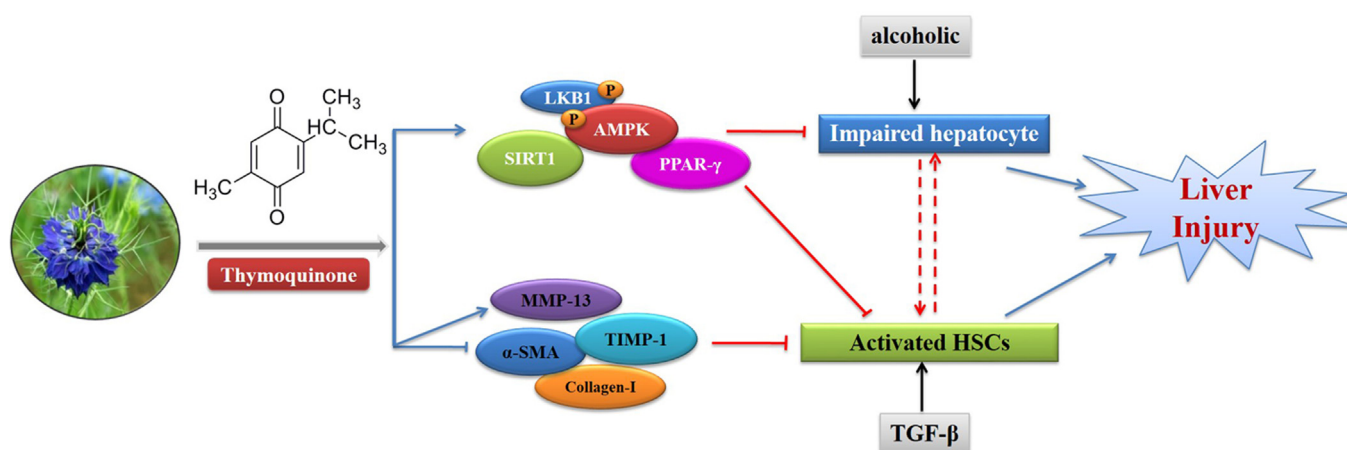 alcoholic
O
CH₃
HC
CH₃
H₃C
O
Thymoquinone
LKB1
P
P
AMPK
SIRT1
PPAR-γ
Impaired hepatocyte
Liver
Injury
MMP-13
α-SMA
TIMP-1
Collagen-I
Activated HSCs
TGF-β